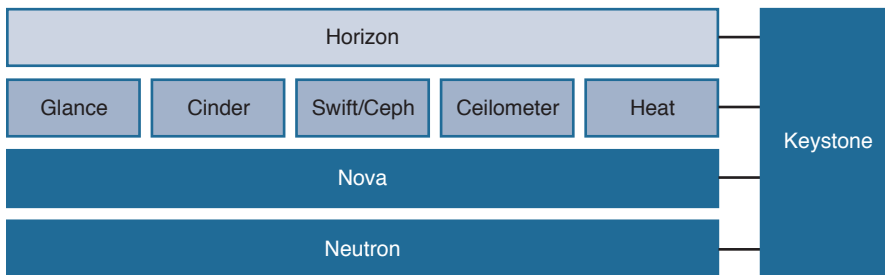 Horizon
Glance Cinder Swift/Ceph Ceilometer Heat
Keystone
Nova
Neutron